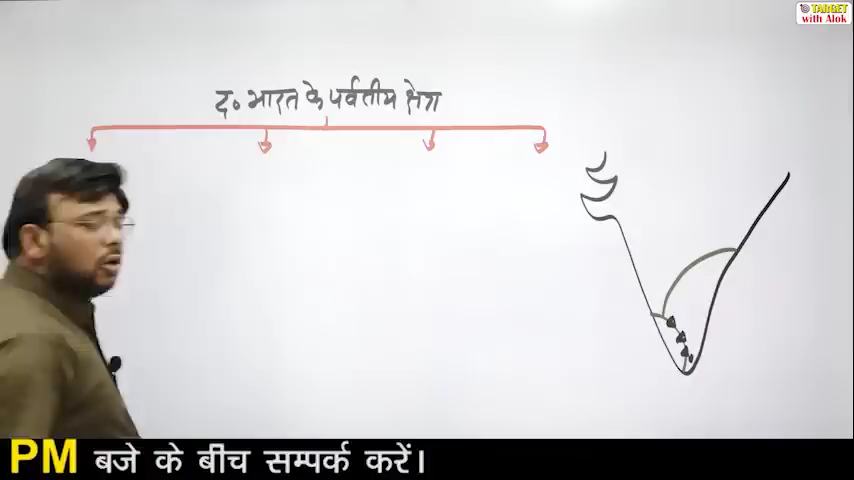 TARGET
with Alok
द० भारत के पर्वतीय क्षेत्र
PM बजे के बीच सम्पर्क करें।